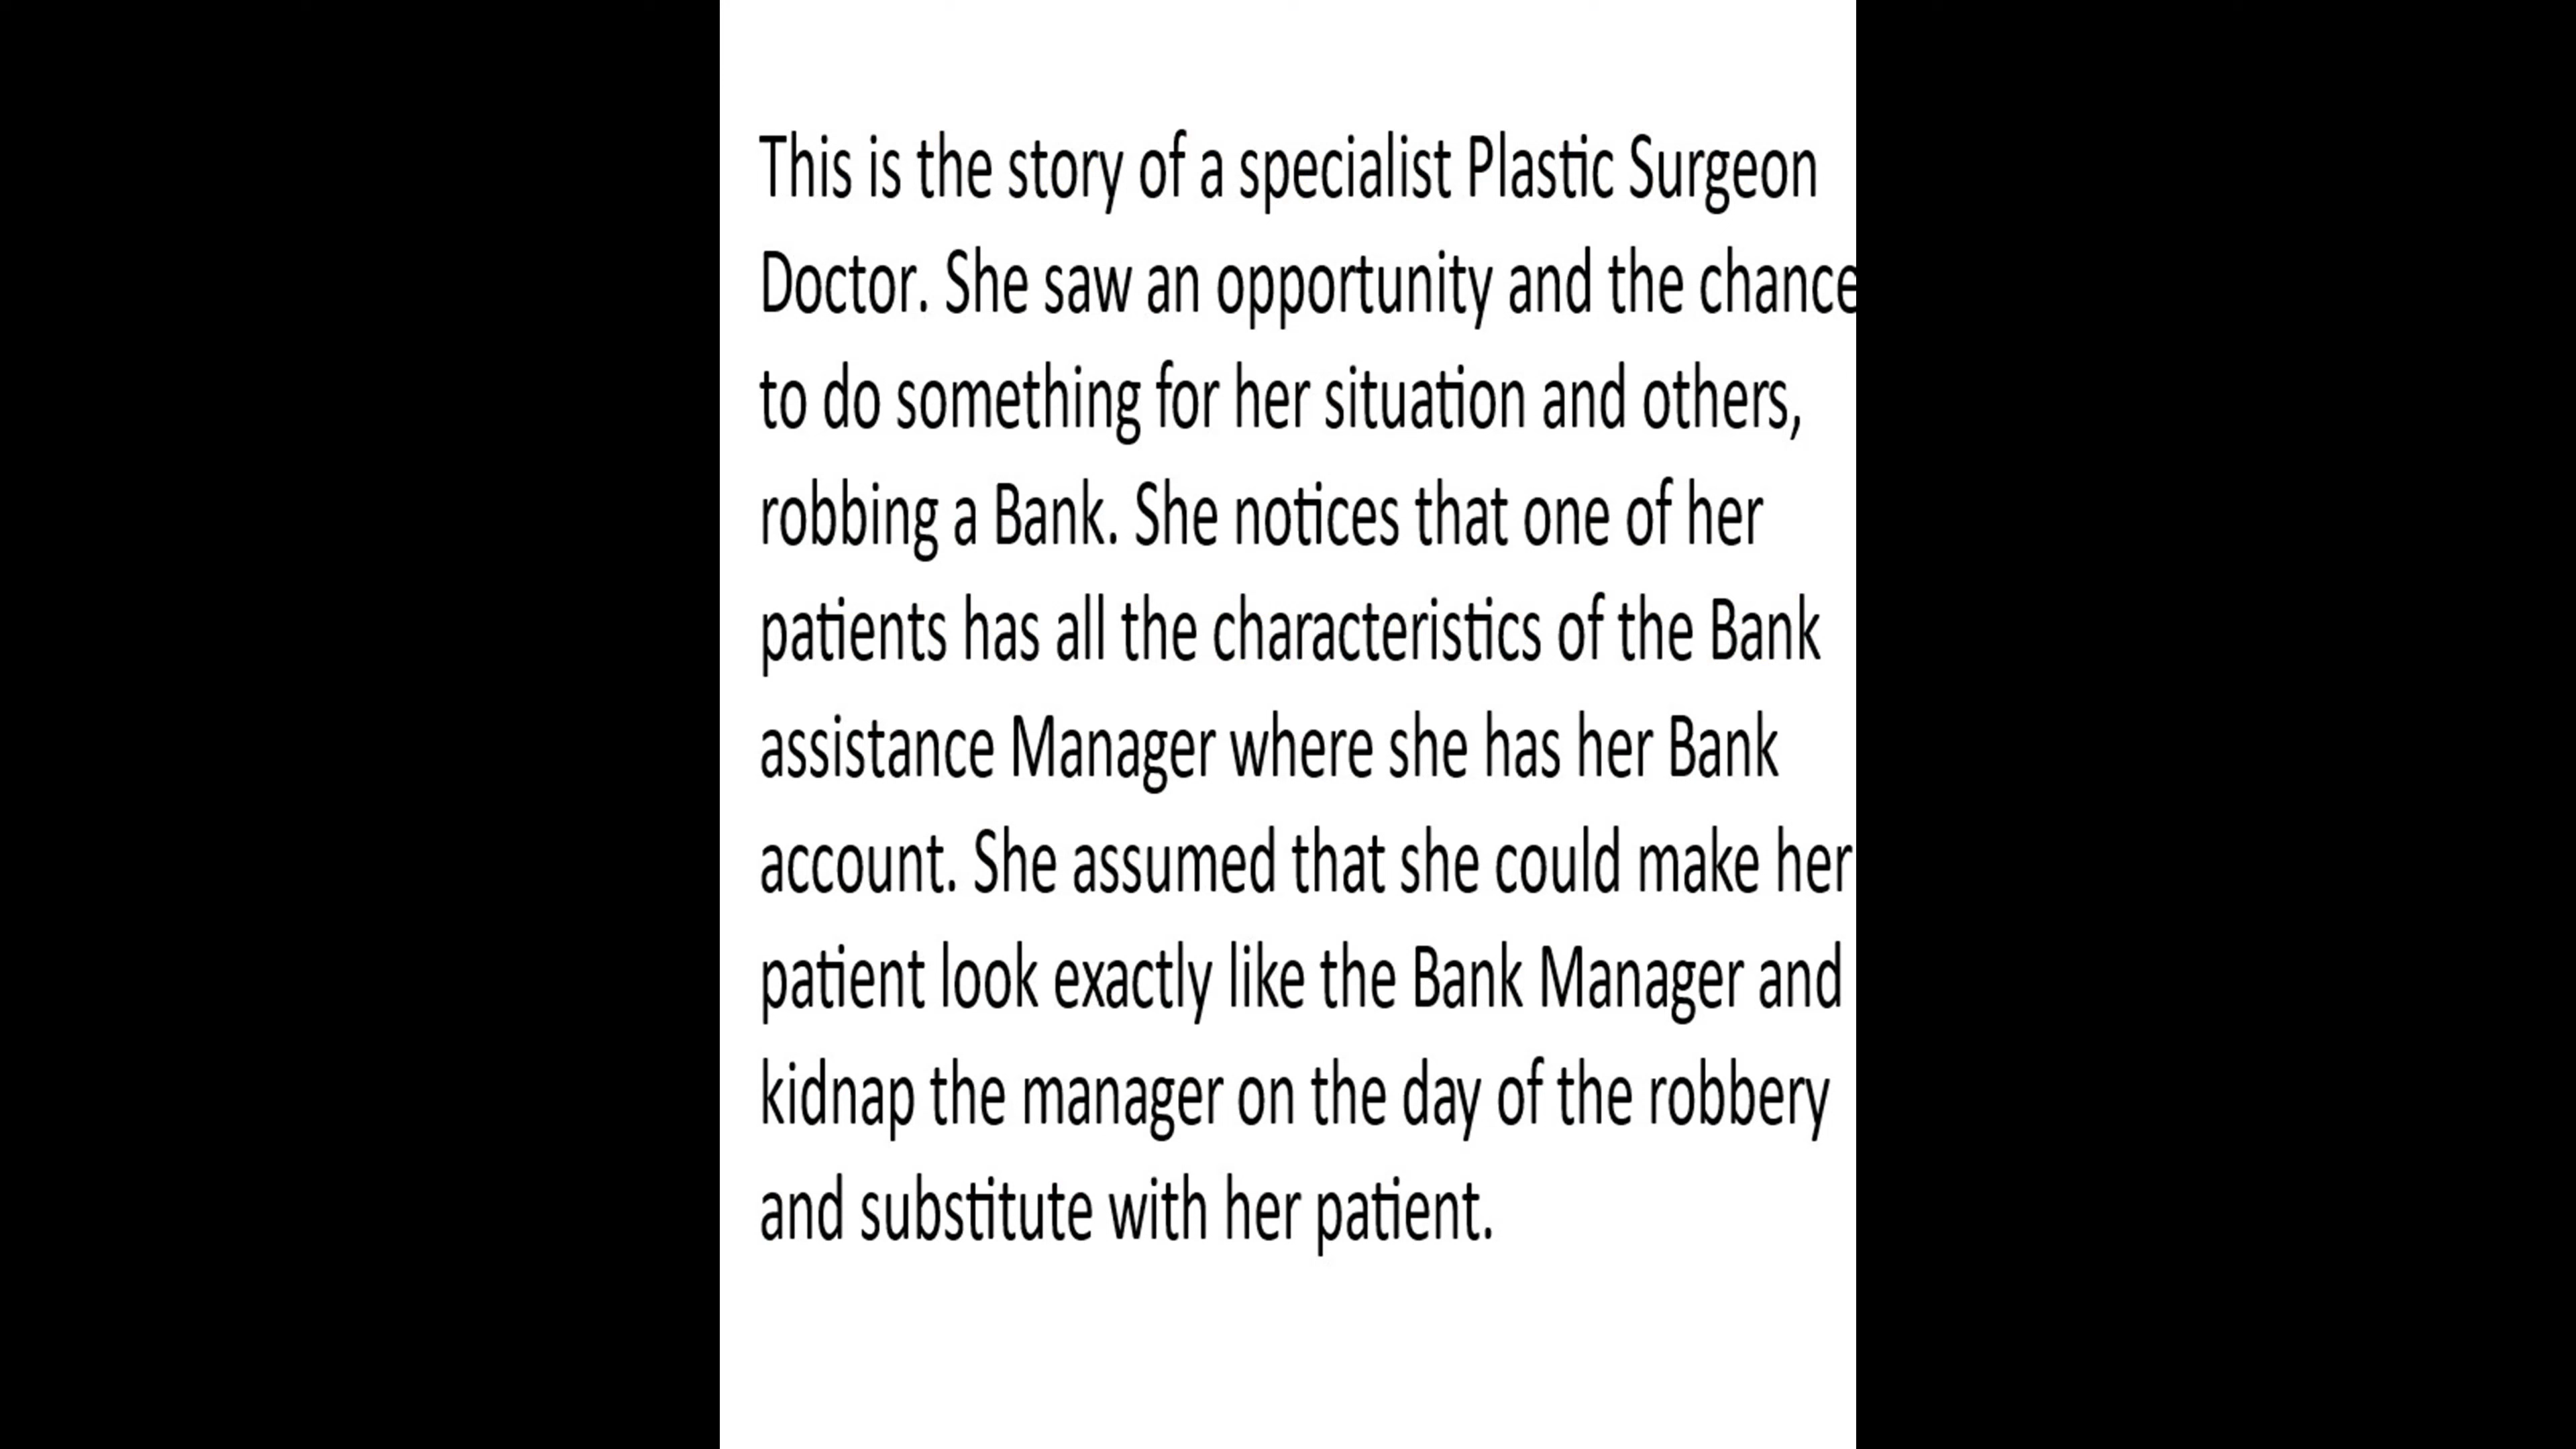 This is the story of a specialist Plastic Surgeon
Doctor. She saw an opportunity and the chance
to do something for her situation and others,
robbing a Bank. She notices that one of her
patients has all the characteristics of the Bank
assistance Manager where she has her Bank
account. She assumed that she could make her
patient look exactly like the Bank Manager and
kidnap the manager on the day of the robbery
and substitute with her patient.